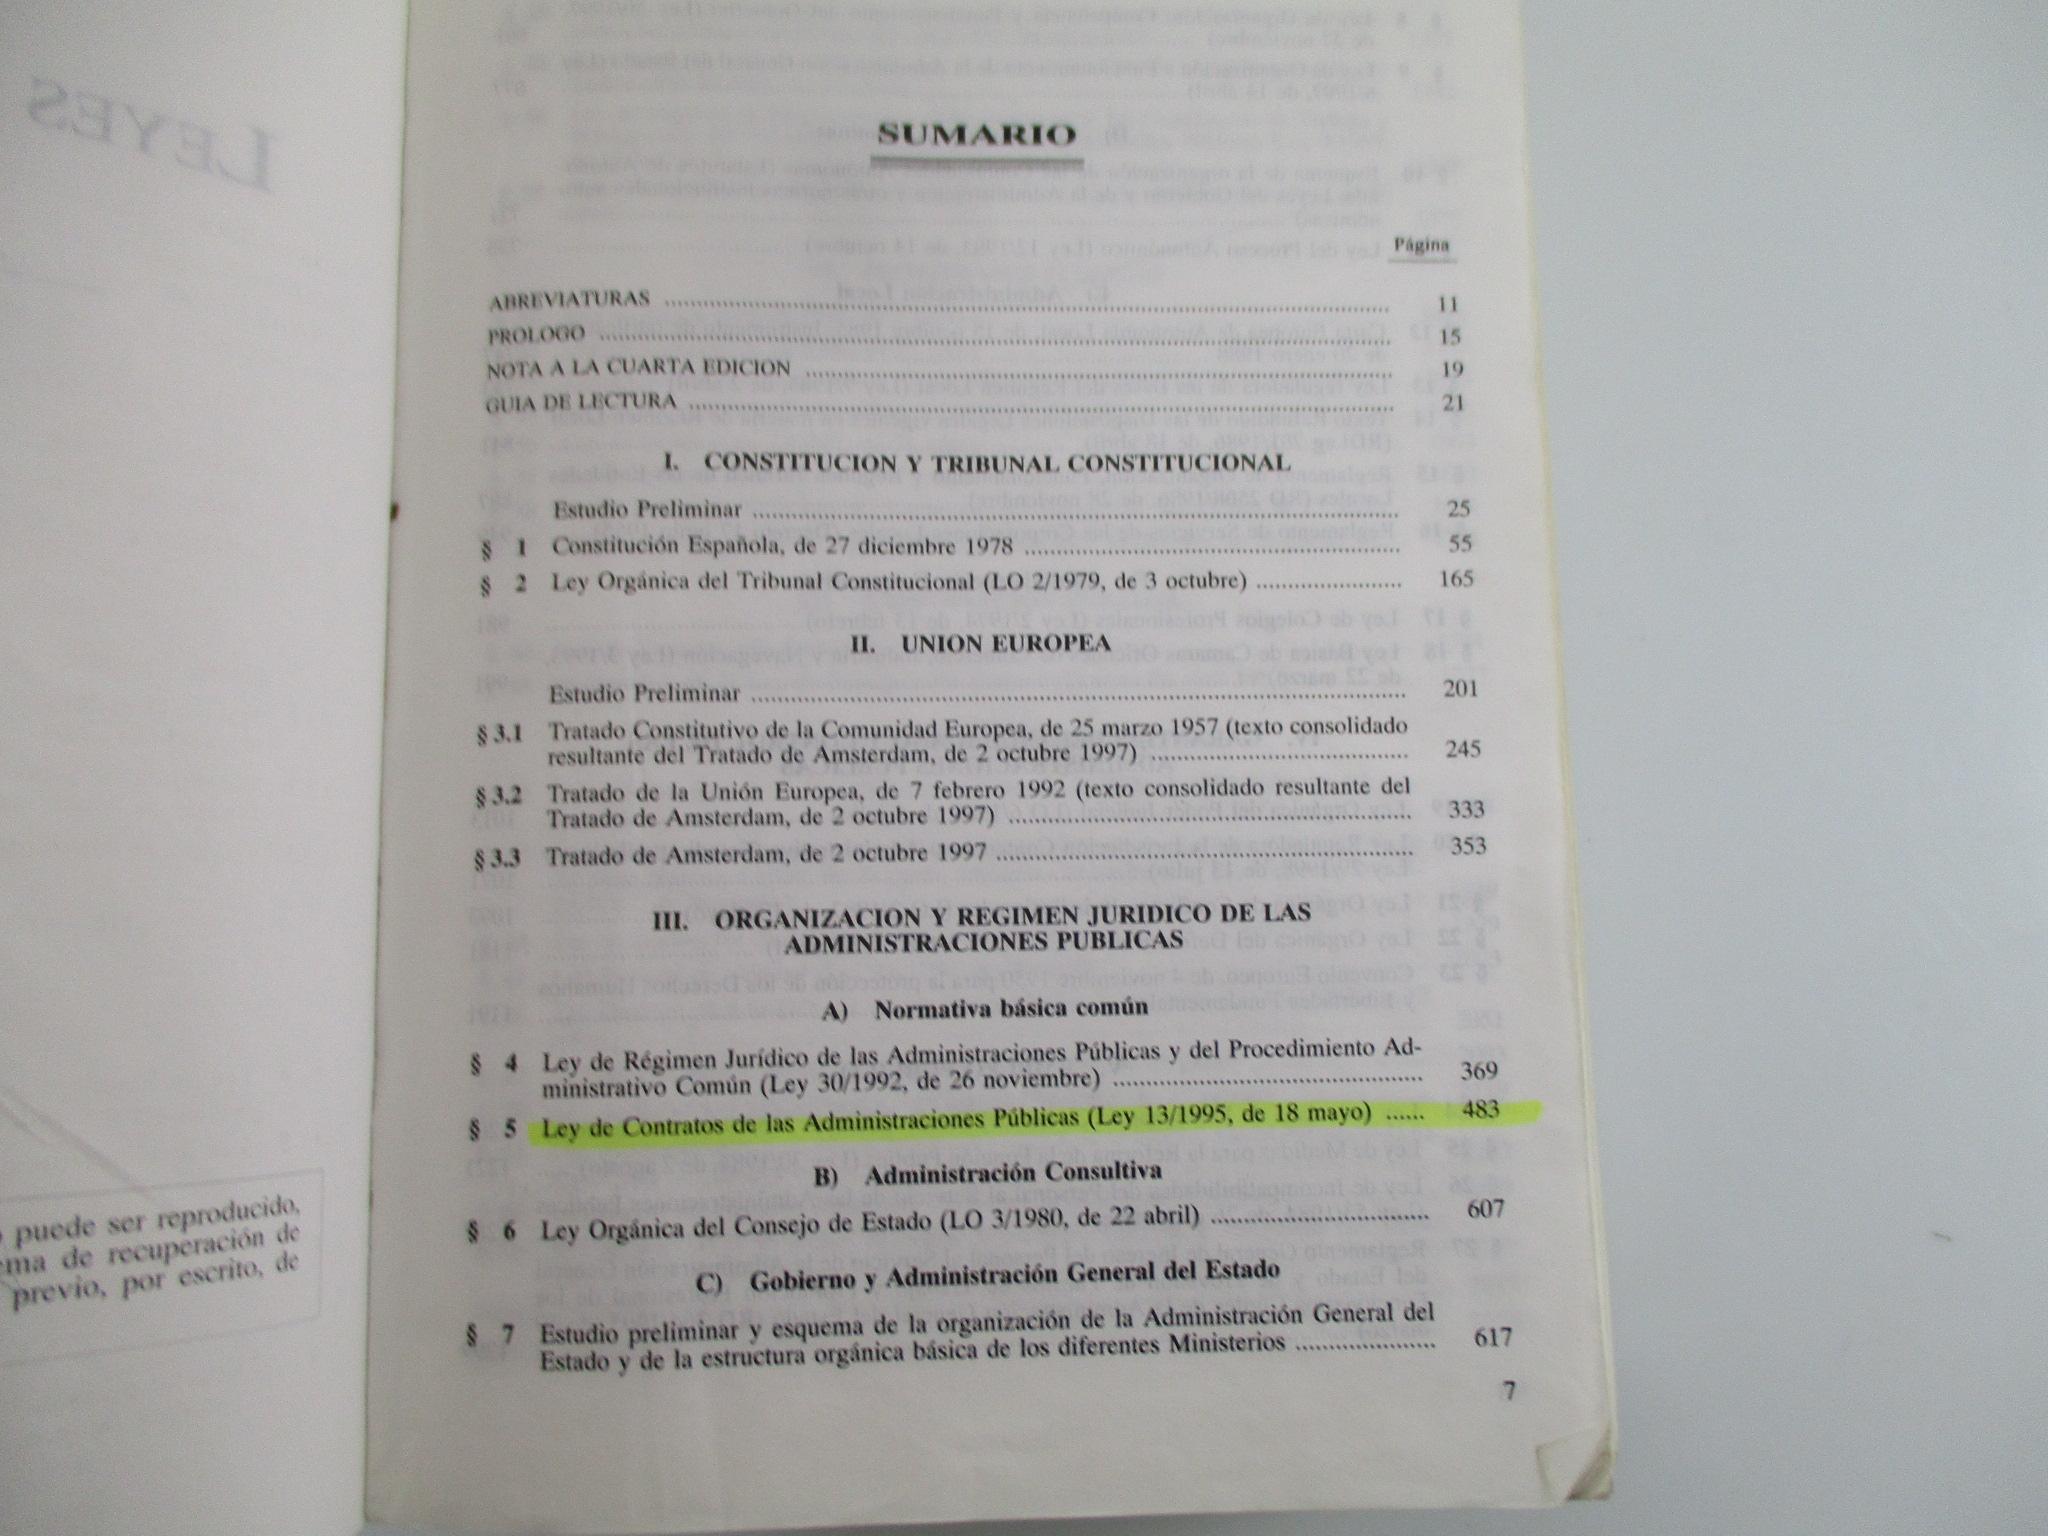 LEYES
puede ser reproducido,
ema de recuperación de
previo, por escrito, de
SUMARIO
Página
ABREVIATURAS ........ 11
PROLOGO ........ 15
NOTA A LA CUARTA EDICION ........ 19
GUIA DE LECTURA ........ 21
I. CONSTITUCION Y TRIBUNAL CONSTITUCIONAL
Estudio Preliminar ........ 25
§ 1 Constitución Española, de 27 diciembre 1978 ........ 55
§ 2 Ley Orgánica del Tribunal Constitucional (LO 2/1979, de 3 octubre) ........ 165
II. UNION EUROPEA
Estudio Preliminar ........ 201
§ 3.1 Tratado Constitutivo de la Comunidad Europea, de 25 marzo 1957 (texto consolidado
resultante del Tratado de Amsterdam, de 2 octubre 1997) ........ 245
§ 3.2 Tratado de la Unión Europea, de 7 febrero 1992 (texto consolidado resultante del
Tratado de Amsterdam, de 2 octubre 1997) ........ 333
§ 3.3 Tratado de Amsterdam, de 2 octubre 1997 ........ 353
III. ORGANIZACION Y REGIMEN JURIDICO DE LAS
ADMINISTRACIONES PUBLICAS
A) Normativa básica común
§ 4 Ley de Régimen Jurídico de las Administraciones Públicas y del Procedimiento Ad-
ministrativo Común (Ley 30/1992, de 26 noviembre) ........ 369
§ 5 Ley de Contratos de las Administraciones Públicas (Ley 13/1995, de 18 mayo) ...... 483
B) Administración Consultiva
§ 6 Ley Orgánica del Consejo de Estado (LO 3/1980, de 22 abril) ........ 607
C) Gobierno y Administración General del Estado
§ 7 Estudio preliminar y esquema de la organización de la Administración General del
Estado y de la estructura orgánica básica de los diferentes Ministerios ........ 617
7